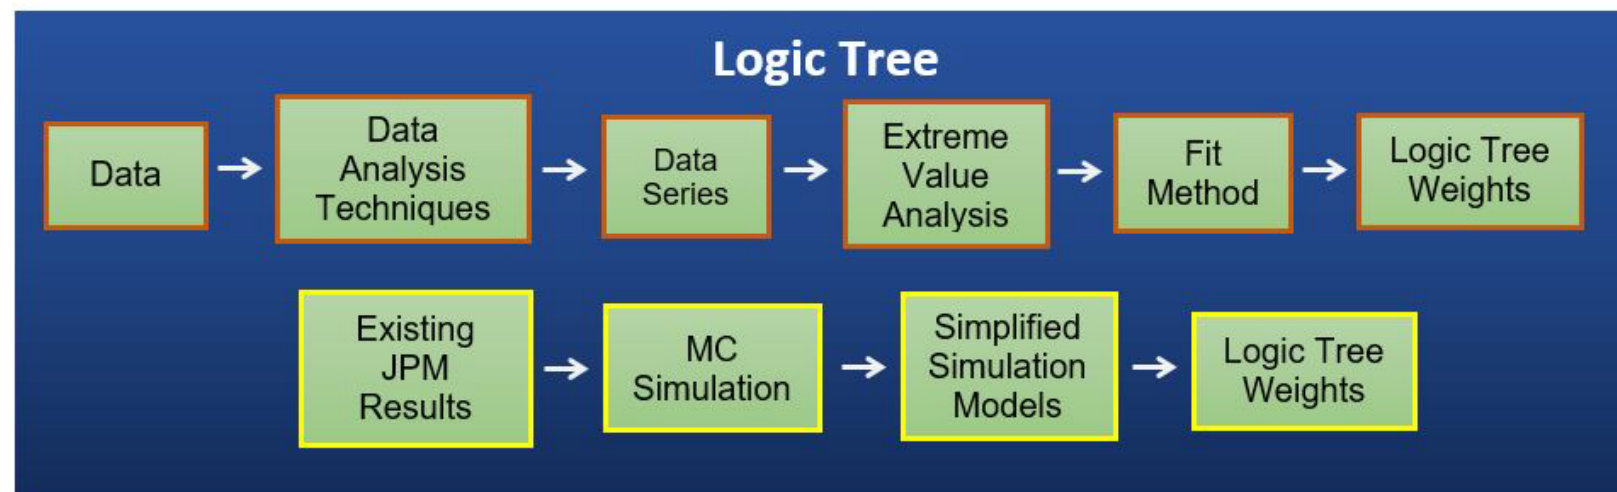 Logic Tree
Data
Data
Analysis
Techniques
Data
Series
Extreme
Value
Analysis
Fit
Method
Logic Tree
Weights
Existing
JPM
Results
MC
Simulation
Simplified
Simulation
Models
Logic Tree
Weights